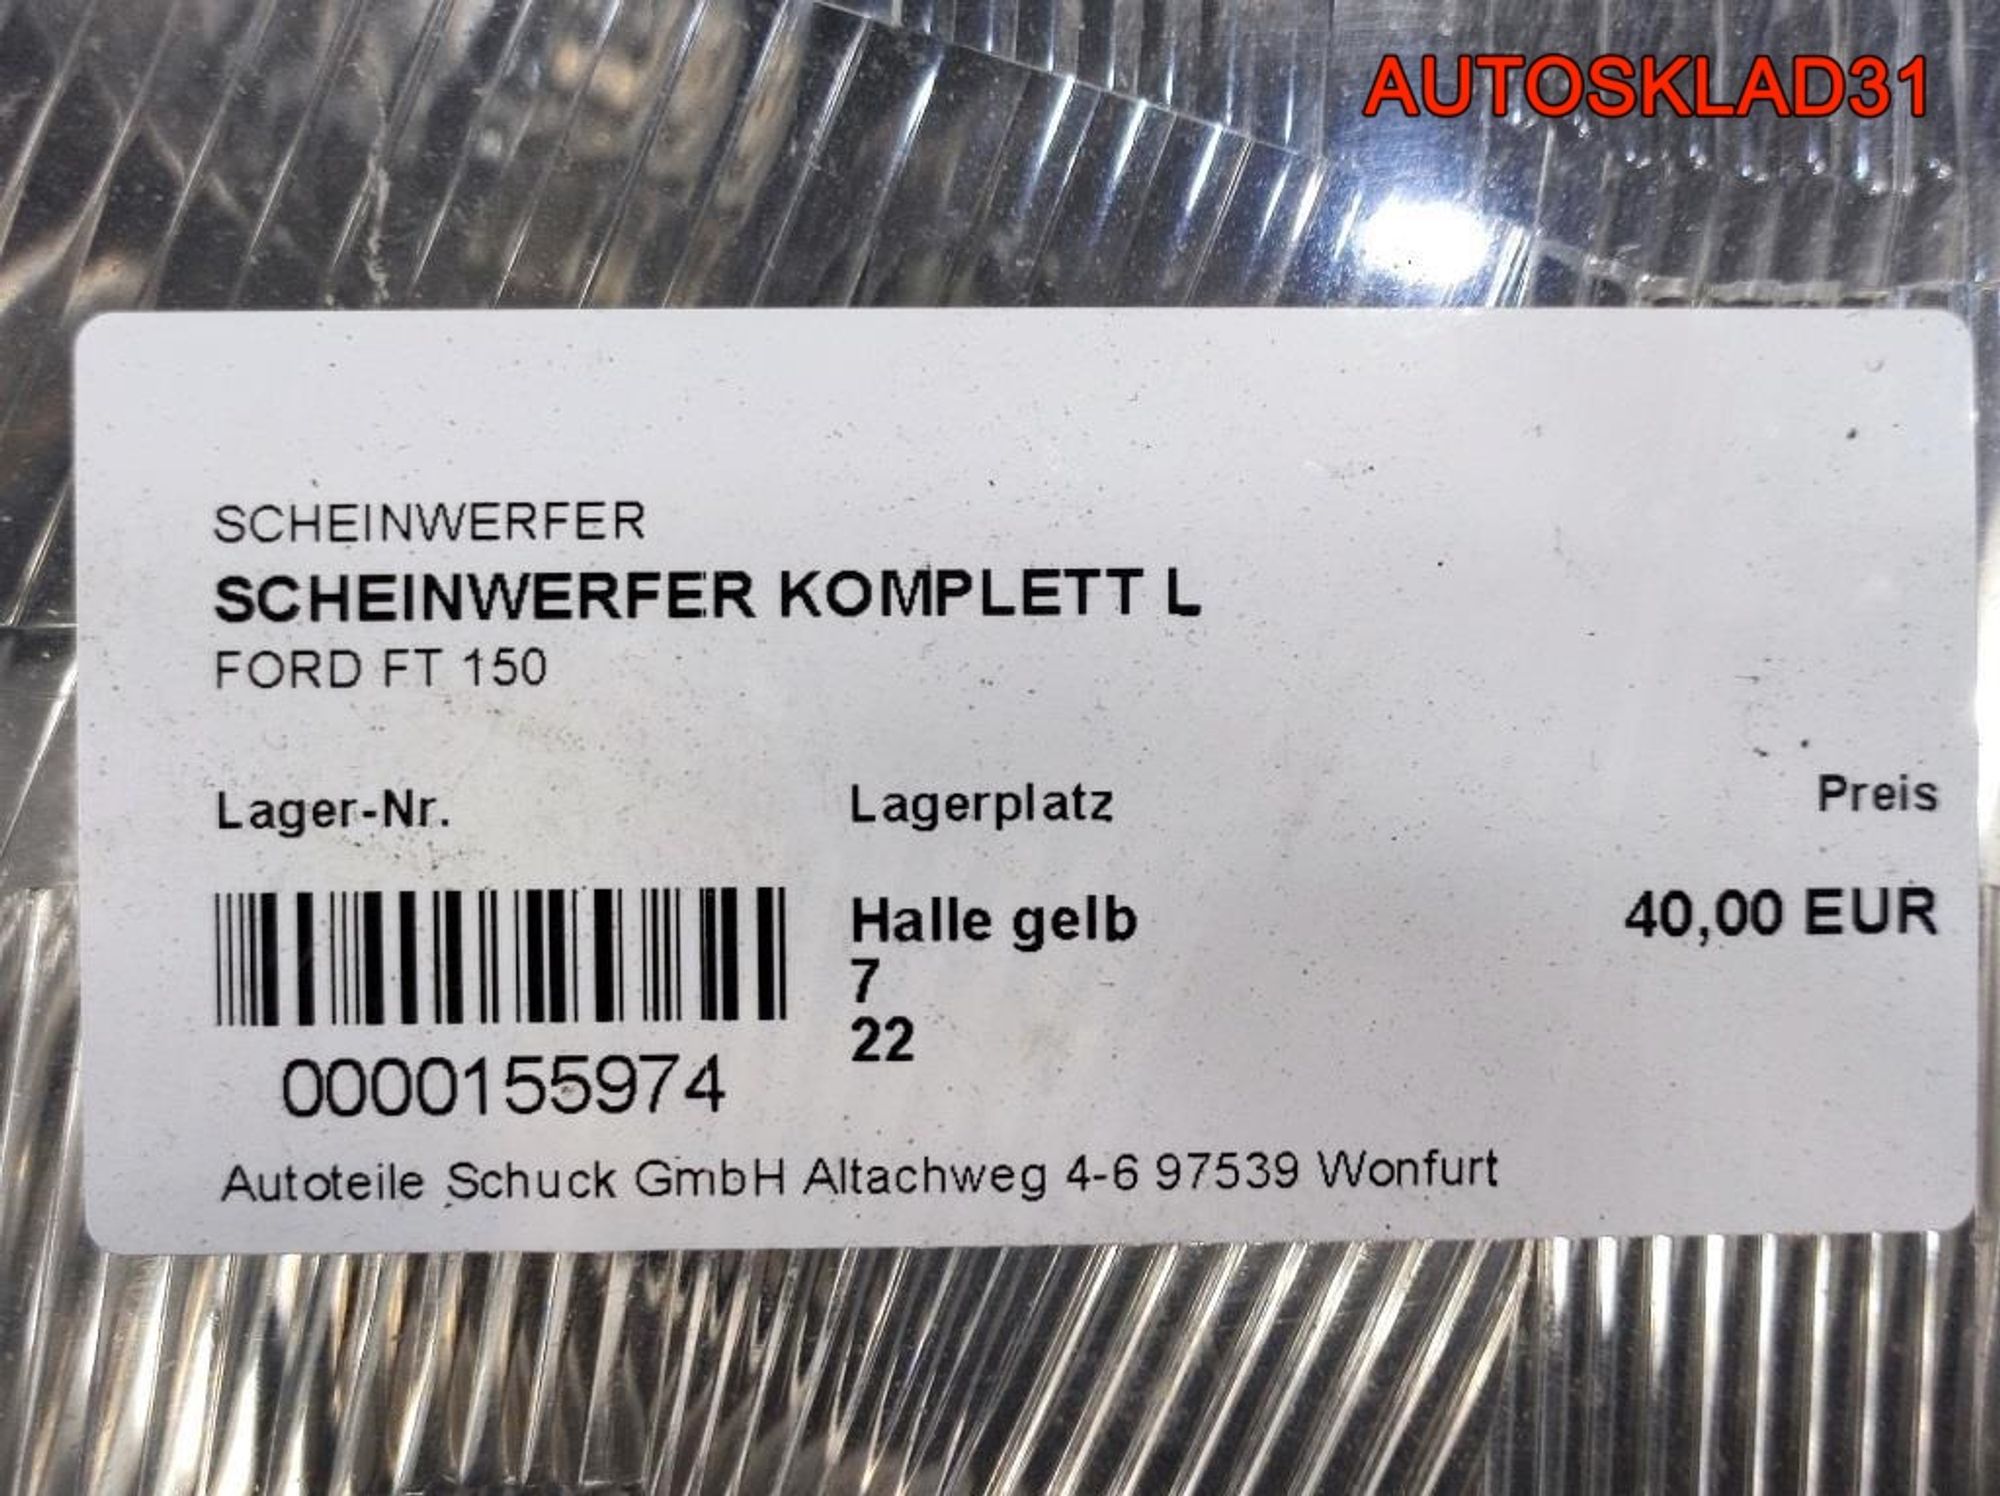 AUTOSKLAD31
SCHEINWERFER
SCHEINWERFER KOMPLETT L
FORD FT 150
Lager-Nr. Lagerplatz Preis
Halle gelb 40,00 EUR
7
22
0000155974
Autoteile Schuck GmbH Altachweg 4-6 97539 Wonfurt